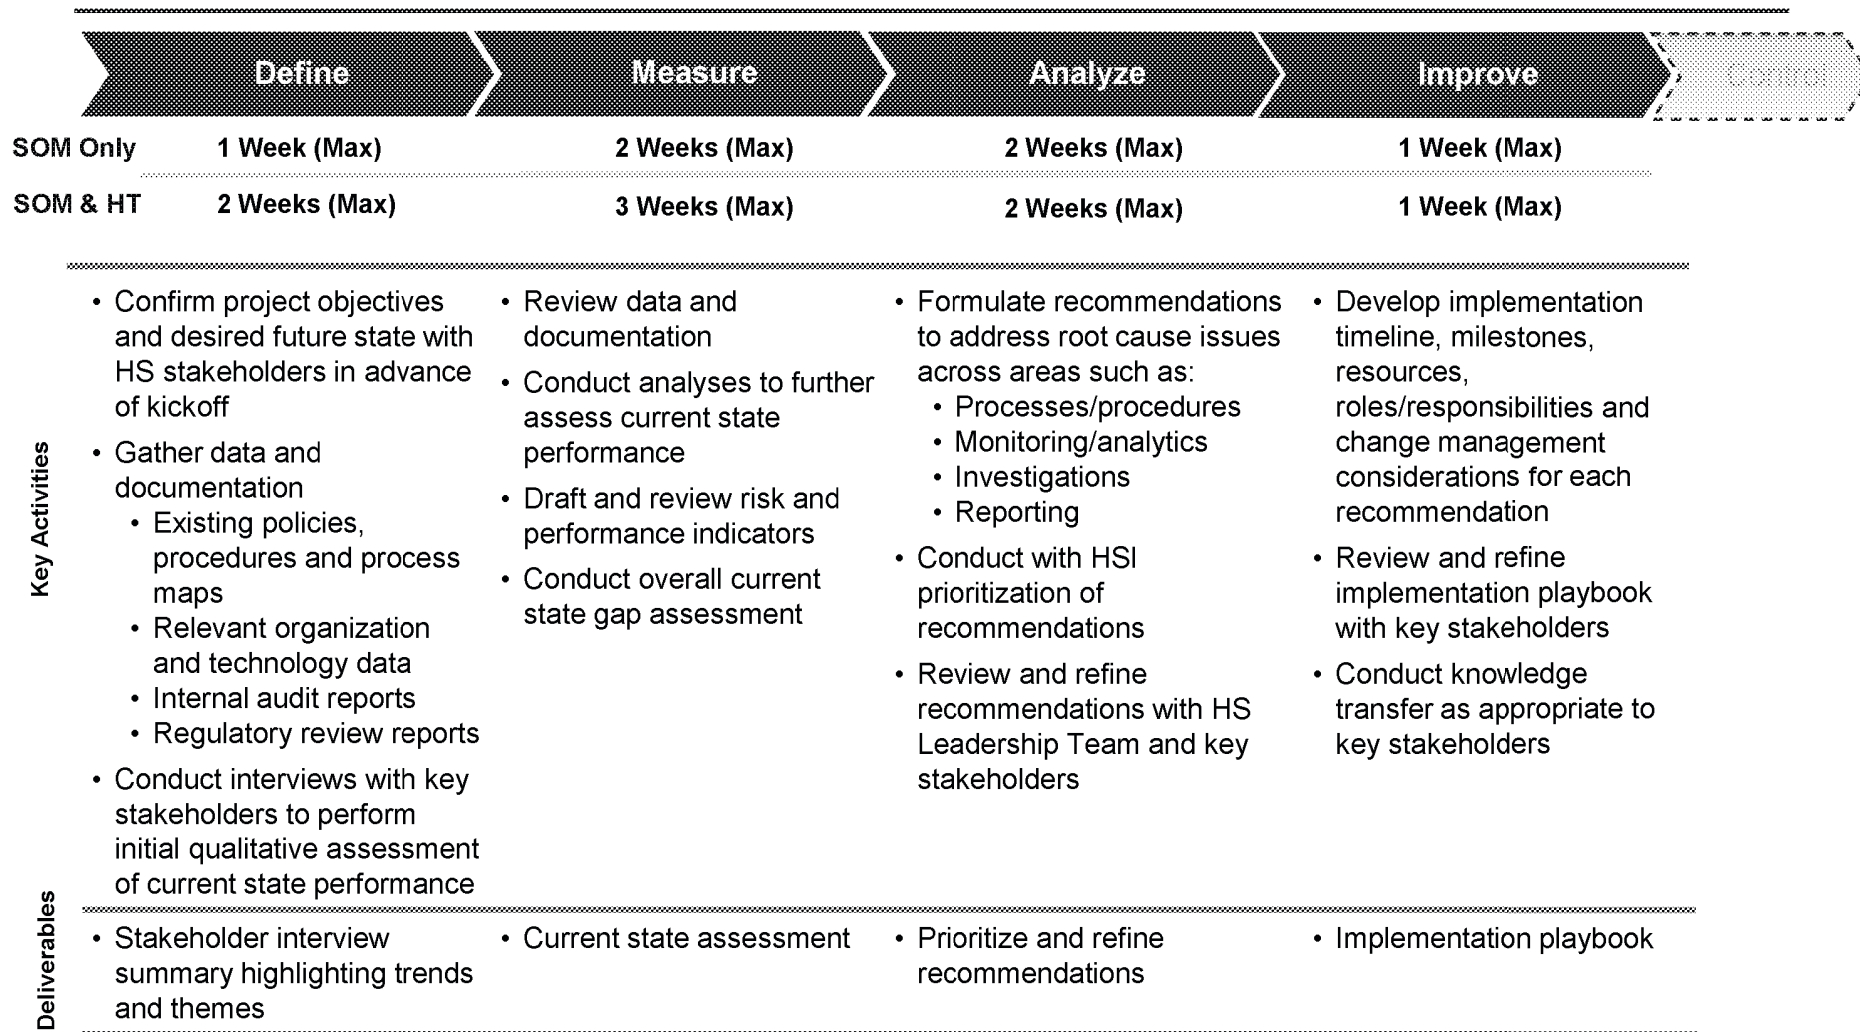 Define
Measure
Analyze
Improve
Control
SOM Only
1 Week (Max)
2 Weeks (Max)
2 Weeks (Max)
1 Week (Max)
SOM & HT
2 Weeks (Max)
3 Weeks (Max)
2 Weeks (Max)
1 Week (Max)
Key Activities
• Confirm project objectives
and desired future state with
HS stakeholders in advance
of kickoff
• Gather data and
documentation
• Existing policies,
procedures and process
maps
• Relevant organization
and technology data
• Internal audit reports
• Regulatory review reports
• Conduct interviews with key
stakeholders to perform
initial qualitative assessment
of current state performance
• Review data and
documentation
• Conduct analyses to further
assess current state
performance
• Draft and review risk and
performance indicators
• Conduct overall current
state gap assessment
• Formulate recommendations
to address root cause issues
across areas such as:
• Processes/procedures
• Monitoring/analytics
• Investigations
• Reporting
• Conduct with HSI
prioritization of
recommendations
• Review and refine
recommendations with HS
Leadership Team and key
stakeholders
• Develop implementation
timeline, milestones,
resources,
roles/responsibilities and
change management
considerations for each
recommendation
• Review and refine
implementation playbook
with key stakeholders
• Conduct knowledge
transfer as appropriate to
key stakeholders
Deliverables
• Stakeholder interview
summary highlighting trends
and themes
• Current state assessment
• Prioritize and refine
recommendations
• Implementation playbook